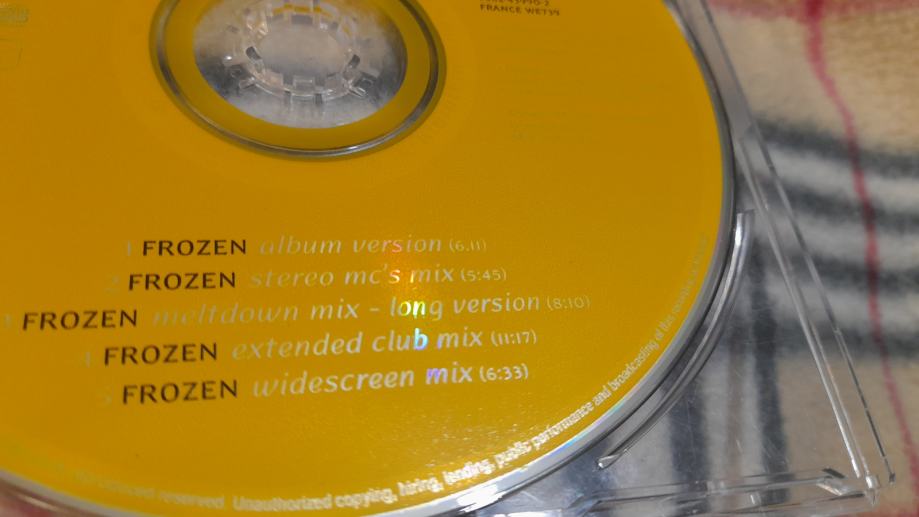 FRANCE WE739
1 FROZEN album version (6.11)
2 FROZEN stereo mc's mix (5:45)
3 FROZEN meltdown mix - long version (8:10)
4 FROZEN extended club mix (11:17)
5 FROZEN widescreen mix (6:33)
reserved. Unauthorized copying, hiring, lending, public performance and broadcasting of this